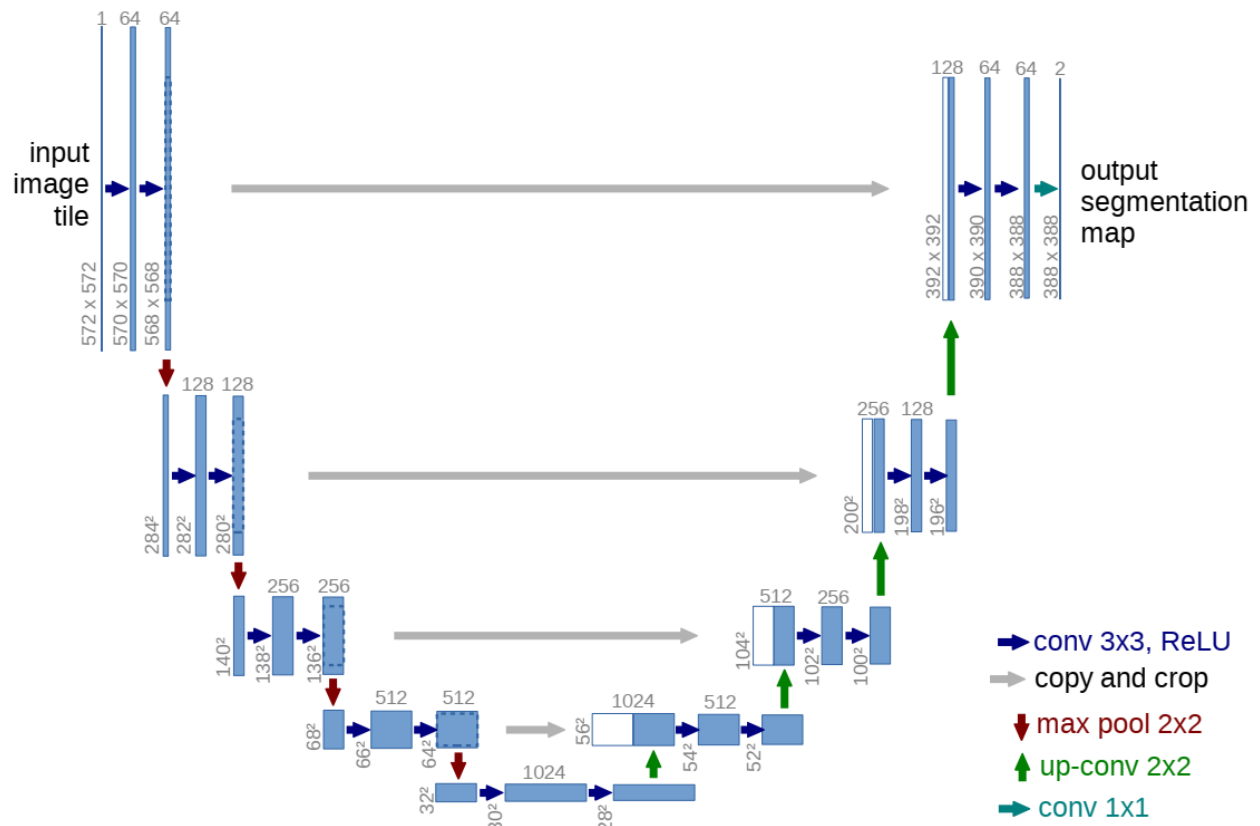 1 64 64
input
image
tile
572 x 572
570 x 570
568 x 568
128 64 64 2
output
segmentation
map
392 x 392
390 x 390
388 x 388
388 x 388
128 128
284²
282²
280²
256 128
200²
198²
196²
256 256
140²
138²
136²
512 256
104²
102²
100²
512 512
68²
66²
64²
1024 512
56²
54²
52²
1024
32²
30²
28²
conv 3x3, ReLU
copy and crop
max pool 2x2
up-conv 2x2
conv 1x1